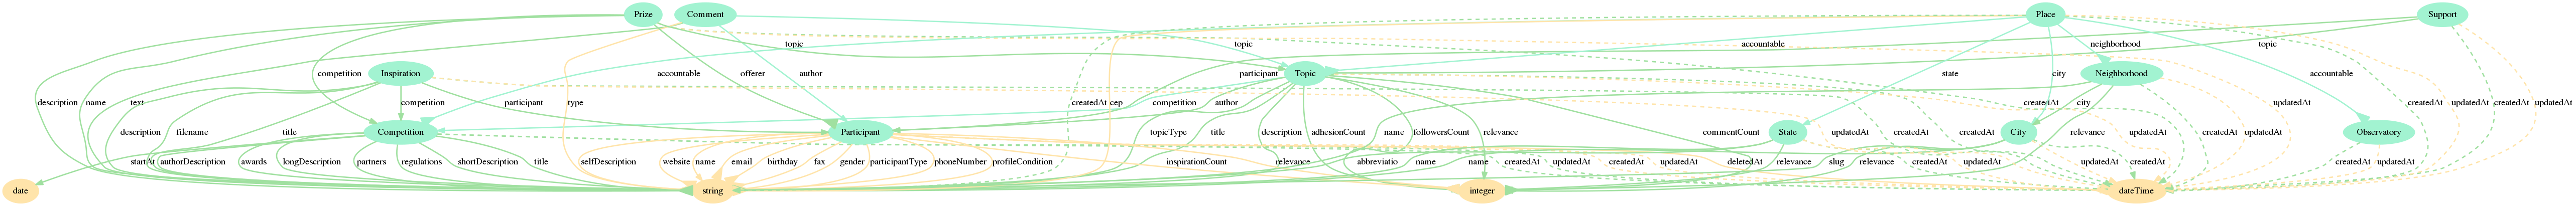 Prize
Comment
Place
Support
topic
topic
accountable
neighborhood
topic
Inspiration
competition
accountable
offerer
author
participant
Topic
state
city
Neighborhood
accountable
description
name
text
type
createdAt
cep
description
filename
competition
participant
competition
author
name
followersCount
relevance
createdAt
city
updatedAt
createdAt
updatedAt
createdAt
updatedAt
title
Competition
Participant
topicType
title
description
adhesionCount
commentCount
State
City
relevance
Observatory
updatedAt
createdAt
createdAt
updatedAt
createdAt
updatedAt
startAt
authorDescription
awards
longDescription
partners
regulations
shortDescription
title
selfDescription
website
name
email
birthday
fax
gender
participantType
phoneNumber
profileCondition
inspirationCount
relevance
abbreviatio
name
name
createdAt
updatedAt
createdAt
updatedAt
deletedAt
relevance
slug
relevance
createdAt
updatedAt
updatedAt
createdAt
createdAt
updatedAt
date
string
integer
dateTime